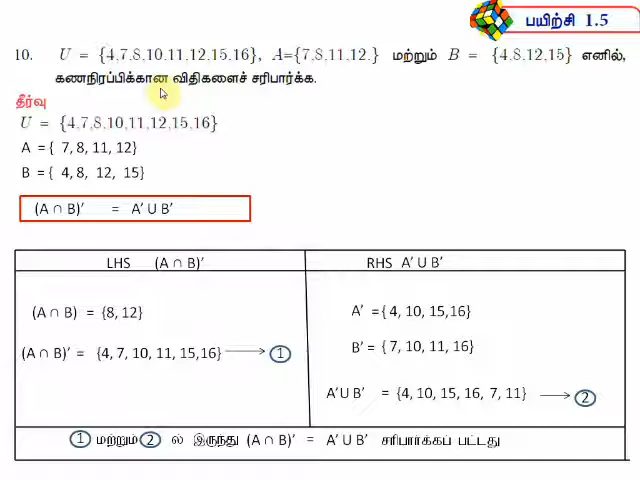 பயிற்சி 1.5
10. U = {4,7,8,10,11,12,15,16}, A={7,8,11,12.} மற்றும் B = {4,8,12,15} எனில்,
கணநிரப்பிக்கான விதிகளைச் சரிபார்க்க.
தீர்வு
U = {4,7,8,10,11,12,15,16}
A = { 7, 8, 11, 12}
B = { 4, 8, 12, 15}
(A ∩ B)′ = A′ U B′
LHS (A ∩ B)′
RHS A′ U B′
(A ∩ B) = {8, 12}
(A ∩ B)′ = {4, 7, 10, 11, 15,16} → 1
A′ = { 4, 10, 15,16}
B′ = { 7, 10, 11, 16}
A′U B′ = {4, 10, 15, 16, 7, 11} → 2
1 மற்றும் 2 ல் இருந்து (A ∩ B)′ = A′ U B′ சரிபார்க்கப் பட்டது